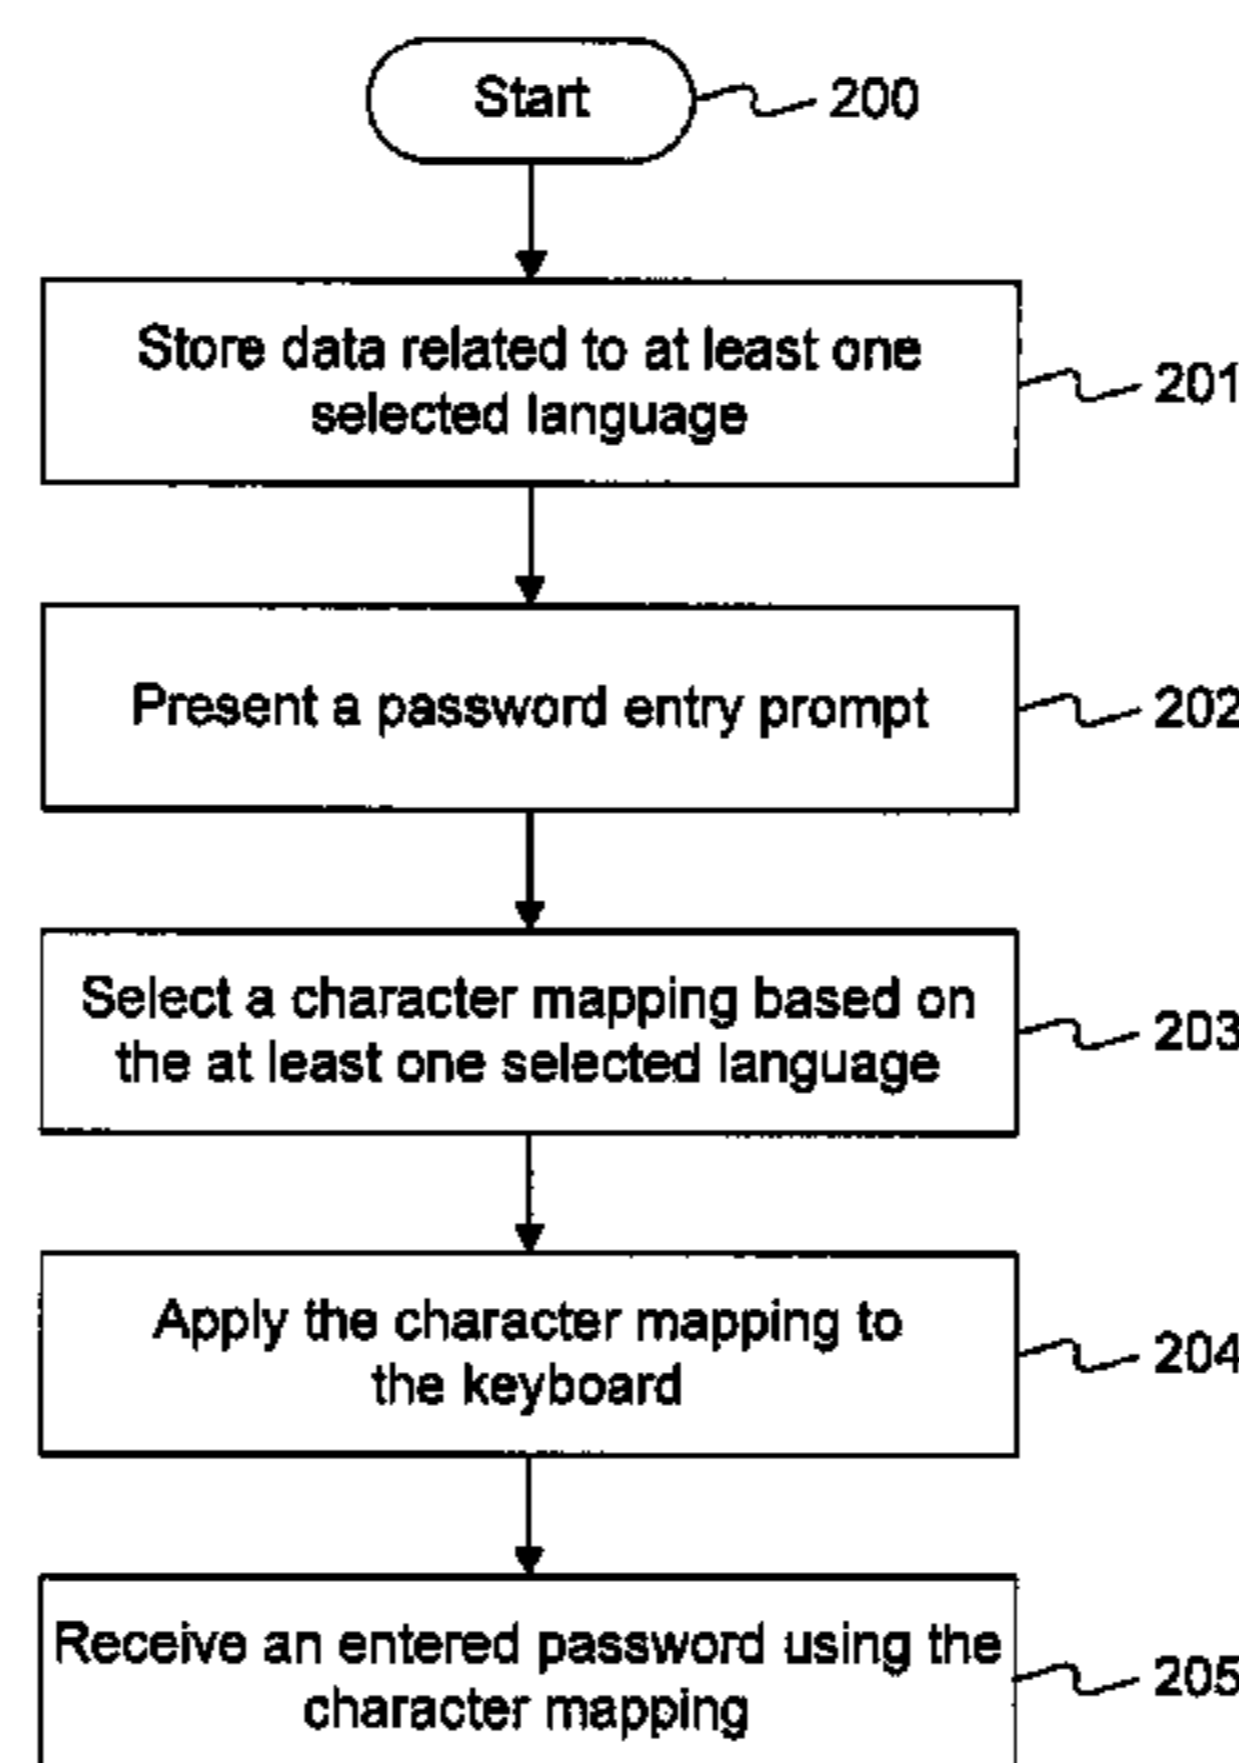 Start
200
Store data related to at least one
selected language
201
Present a password entry prompt
202
Select a character mapping based on
the at least one selected language
203
Apply the character mapping to
the keyboard
204
Receive an entered password using the
character mapping
205